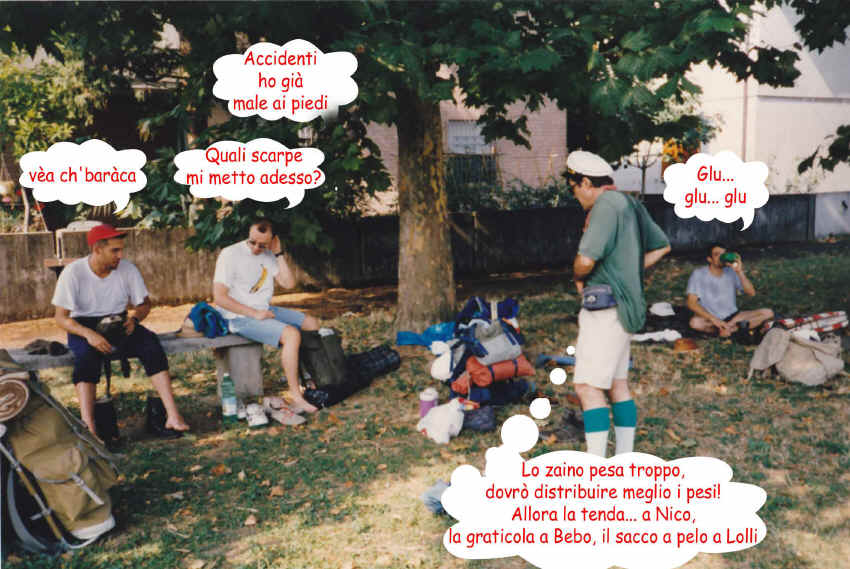 Accidenti
ho già
male ai piedi
vèa ch'baràca
Quali scarpe
mi metto adesso?
Glu...
glu... glu
Lo zaino pesa troppo,
dovrò distribuire meglio i pesi!
Allora la tenda... a Nico,
la graticola a Bebo, il sacco a pelo a Lolli